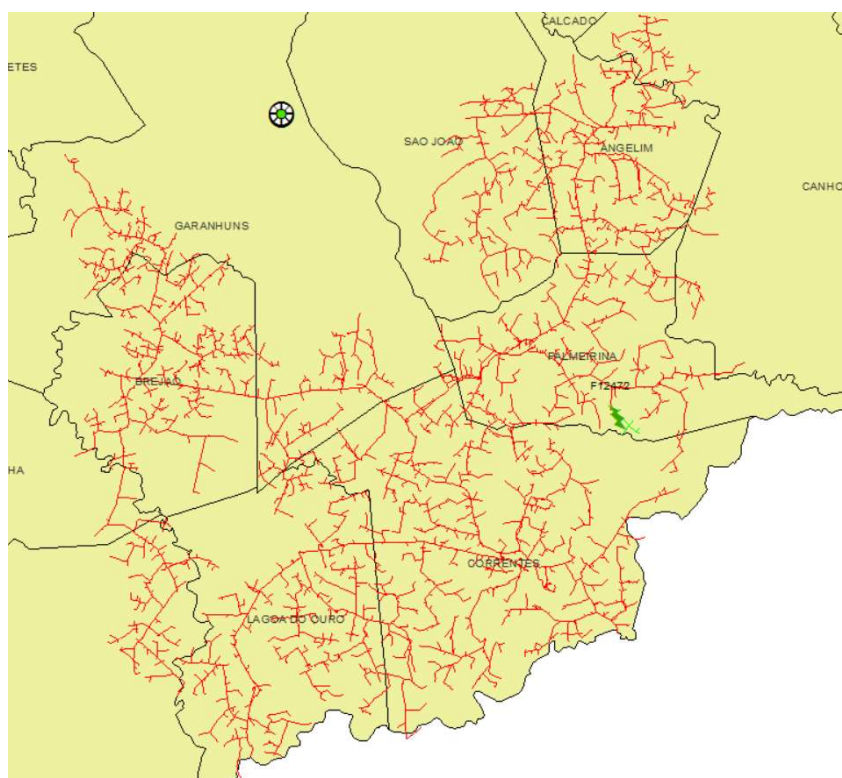 CALCADO
ETES
SAO JOAO
ANGELIM
CANHO
GARANHUNS
PALMEIRINA
BREJAO
F12472
HA
CORRENTES
LAGOA DO OURO